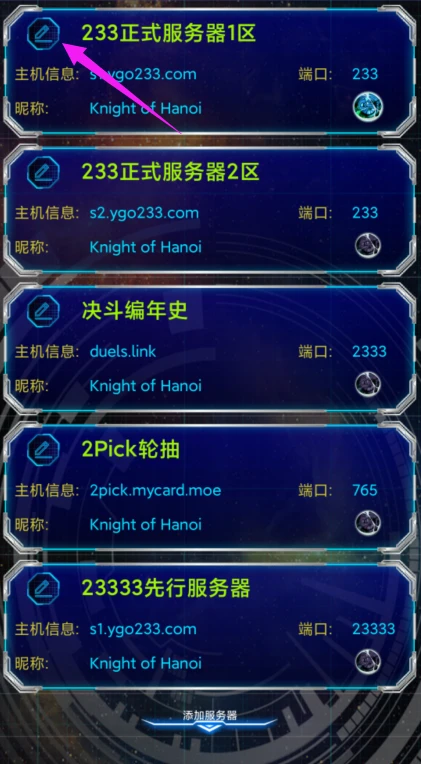 233正式服务器1区
主机信息: s1.ygo233.com 端口: 233
昵称: Knight of Hanoi
233正式服务器2区
主机信息: s2.ygo233.com 端口: 233
昵称: Knight of Hanoi
决斗编年史
主机信息: duels.link 端口: 2333
昵称: Knight of Hanoi
2Pick轮抽
主机信息: 2pick.mycard.moe 端口: 765
昵称: Knight of Hanoi
23333先行服务器
主机信息: s1.ygo233.com 端口: 23333
昵称: Knight of Hanoi
添加服务器